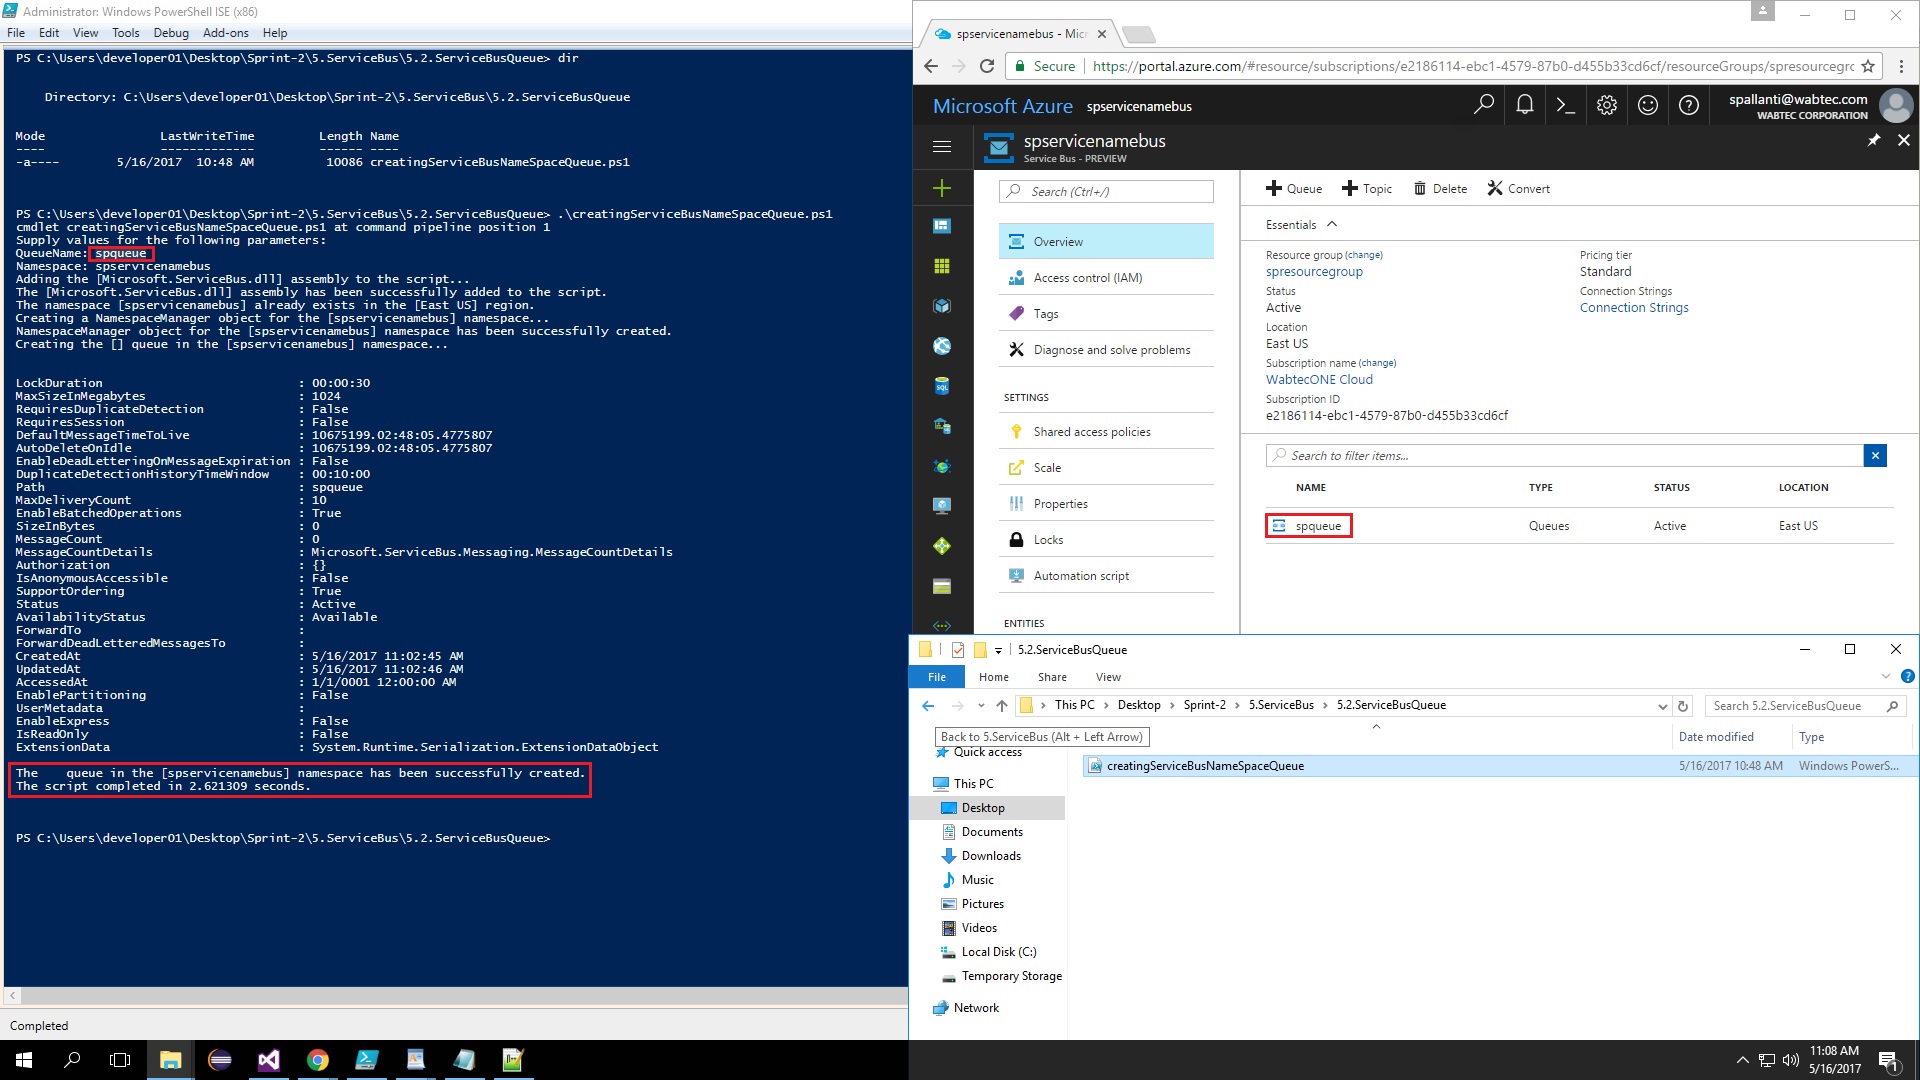 Administrator: Windows PowerShell ISE (x86)
File Edit View Tools Debug Add-ons Help
PS C:\Users\developer01\Desktop\Sprint-2\5.ServiceBus\5.2.ServiceBusQueue> dir
Directory: C:\Users\developer01\Desktop\Sprint-2\5.ServiceBus\5.2.ServiceBusQueue
Mode LastWriteTime Length Name
---- ------------- ------ ----
-a---- 5/16/2017 10:48 AM 10086 creatingServiceBusNameSpaceQueue.ps1
PS C:\Users\developer01\Desktop\Sprint-2\5.ServiceBus\5.2.ServiceBusQueue> .\creatingServiceBusNameSpaceQueue.ps1
cmdlet creatingServiceBusNameSpaceQueue.ps1 at command pipeline position 1
Supply values for the following parameters:
QueueName: spqueue
Namespace: spservicenamebus
Adding the [Microsoft.ServiceBus.dll] assembly to the script...
The [Microsoft.ServiceBus.dll] assembly has been successfully added to the script.
The namespace [spservicenamebus] already exists in the [East US] region.
Creating a NamespaceManager object for the [spservicenamebus] namespace...
NamespaceManager object for the [spservicenamebus] namespace has been successfully created.
Creating the [] queue in the [spservicenamebus] namespace...
LockDuration : 00:00:30
MaxSizeInMegabytes : 1024
RequiresDuplicateDetection : False
RequiresSession : False
DefaultMessageTimeToLive : 10675199.02:48:05.4775807
AutoDeleteOnIdle : 10675199.02:48:05.4775807
EnableDeadLetteringOnMessageExpiration : False
DuplicateDetectionHistoryTimeWindow : 00:10:00
Path : spqueue
MaxDeliveryCount : 10
EnableBatchedOperations : True
SizeInBytes : 0
MessageCount : 0
MessageCountDetails : Microsoft.ServiceBus.Messaging.MessageCountDetails
Authorization : {}
IsAnonymousAccessible : False
SupportOrdering : True
Status : Active
AvailabilityStatus : Available
ForwardTo :
ForwardDeadLetteredMessagesTo :
CreatedAt : 5/16/2017 11:02:45 AM
UpdatedAt : 5/16/2017 11:02:46 AM
AccessedAt : 1/1/0001 12:00:00 AM
EnablePartitioning : False
UserMetadata :
EnableExpress : False
IsReadOnly : False
ExtensionData : System.Runtime.Serialization.ExtensionDataObject
The queue in the [spservicenamebus] namespace has been successfully created.
The script completed in 2.621309 seconds.
PS C:\Users\developer01\Desktop\Sprint-2\5.ServiceBus\5.2.ServiceBusQueue>
Completed
spservicenamebus - Micr
Secure https://portal.azure.com/#resource/subscriptions/e2186114-ebc1-4579-87b0-d455b33cd6cf/resourceGroups/spresourcegr
Microsoft Azure spservicenamebus
spallanti@wabtec.com
WABTEC CORPORATION
spservicenamebus
Service Bus - PREVIEW
Search (Ctrl+/)
Overview
Access control (IAM)
Tags
Diagnose and solve problems
SETTINGS
Shared access policies
Scale
Properties
Locks
Automation script
ENTITIES
Queue Topic Delete Convert
Essentials
Resource group (change)
spresourcegroup
Status
Active
Location
East US
Subscription name (change)
WabtecONE Cloud
Subscription ID
e2186114-ebc1-4579-87b0-d455b33cd6cf
Pricing tier
Standard
Connection Strings
Connection Strings
Search to filter items...
NAME TYPE STATUS LOCATION
spqueue Queues Active East US
5.2.ServiceBusQueue
File Home Share View
This PC Desktop Sprint-2 5.ServiceBus 5.2.ServiceBusQueue
Search 5.2.ServiceBusQueue
Back to 5.ServiceBus (Alt + Left Arrow)
Date modified Type
Quick access
creatingServiceBusNameSpaceQueue 5/16/2017 10:48 AM Windows PowerS...
This PC
Desktop
Documents
Downloads
Music
Pictures
Videos
Local Disk (C:)
Temporary Storage
Network
SQL
11:08 AM
5/16/2017
1